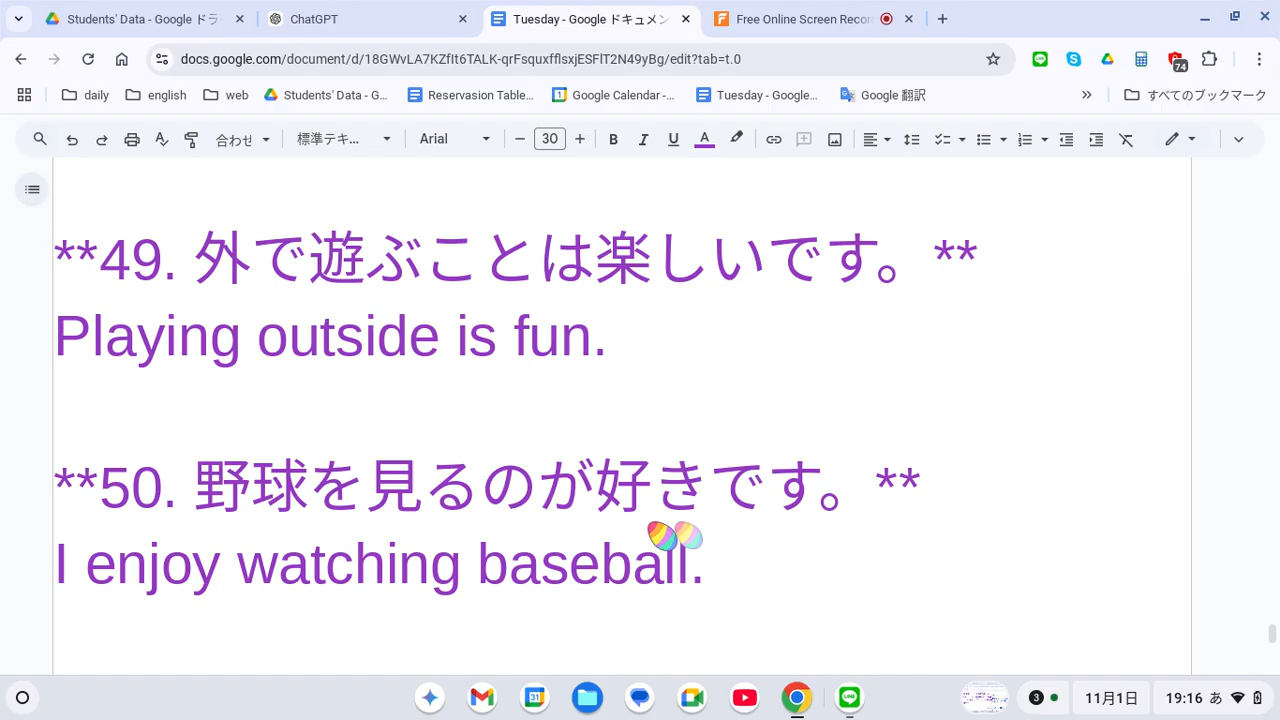 Students' Data - Google ドラ
ChatGPT
Tuesday - Google ドキュメン
Free Online Screen Recor
docs.google.com/document/d/18GWvLA7KZfIt6TALK-qrFsquxfflsxjESFlT2N49yBg/edit?tab=t.0
74
daily
english
web
Students' Data - G...
Reservasion Table...
Google Calendar -...
Tuesday - Google...
Google 翻訳
すべてのブックマーク
合わせ
標準テキ...
Arial
30
**49. 外で遊ぶことは楽しいです。**
Playing outside is fun.
**50. 野球を見るのが好きです。**
I enjoy watching baseball.
31
3
11月1日
19:16 あ